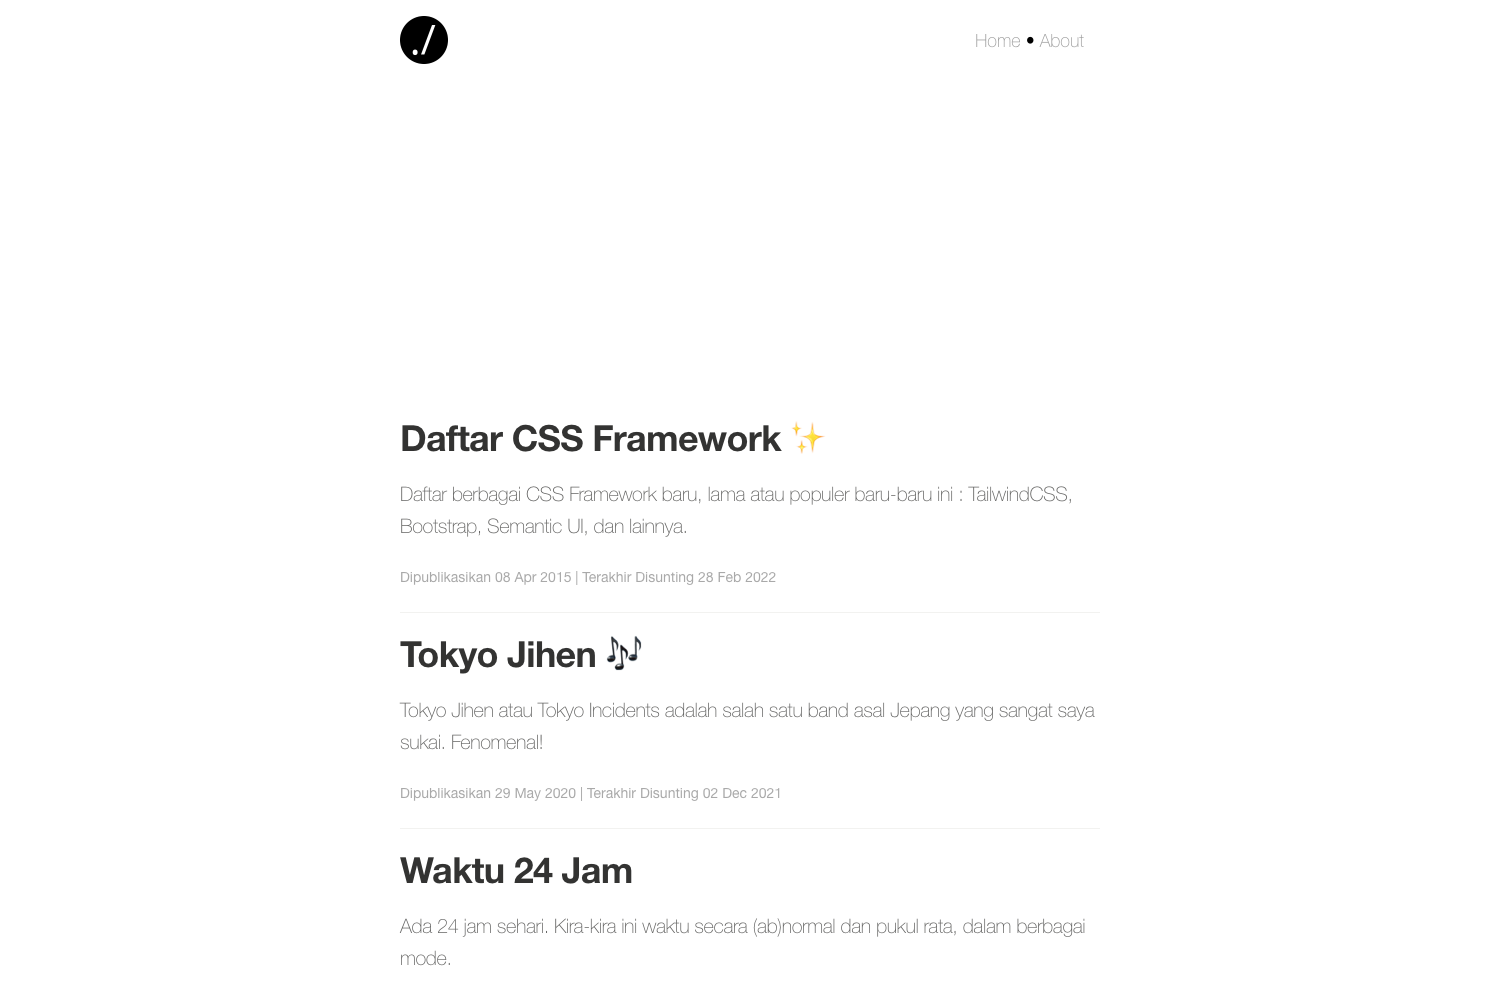 ./
Home • About
Daftar CSS Framework ✨
Daftar berbagai CSS Framework baru, lama atau populer baru-baru ini : TailwindCSS,
Bootstrap, Semantic UI, dan lainnya.
Dipublikasikan 08 Apr 2015 | Terakhir Disunting 28 Feb 2022
Tokyo Jihen 🎶
Tokyo Jihen atau Tokyo Incidents adalah salah satu band asal Jepang yang sangat saya
sukai. Fenomenal!
Dipublikasikan 29 May 2020 | Terakhir Disunting 02 Dec 2021
Waktu 24 Jam
Ada 24 jam sehari. Kira-kira ini waktu secara (ab)normal dan pukul rata, dalam berbagai
mode.